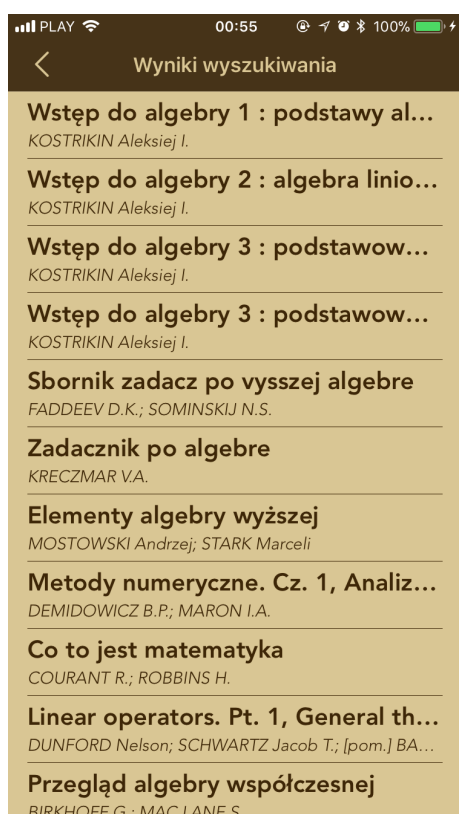 PLAY 00:55 100%
Wyniki wyszukiwania
Wstęp do algebry 1 : podstawy al...
KOSTRIKIN Aleksiej I.
Wstęp do algebry 2 : algebra linio...
KOSTRIKIN Aleksiej I.
Wstęp do algebry 3 : podstawow...
KOSTRIKIN Aleksiej I.
Wstęp do algebry 3 : podstawow...
KOSTRIKIN Aleksiej I.
Sbornik zadacz po vysszej algebre
FADDEEV D.K.; SOMINSKIJ N.S.
Zadacznik po algebre
KRECZMAR V.A.
Elementy algebry wyższej
MOSTOWSKI Andrzej; STARK Marceli
Metody numeryczne. Cz. 1, Analiz...
DEMIDOWICZ B.P.; MARON I.A.
Co to jest matematyka
COURANT R.; ROBBINS H.
Linear operators. Pt. 1, General th...
DUNFORD Nelson; SCHWARTZ Jacob T.; [pom.] BA...
Przegląd algebry współczesnej
BIRKHOFF G.; MAC LANE S.